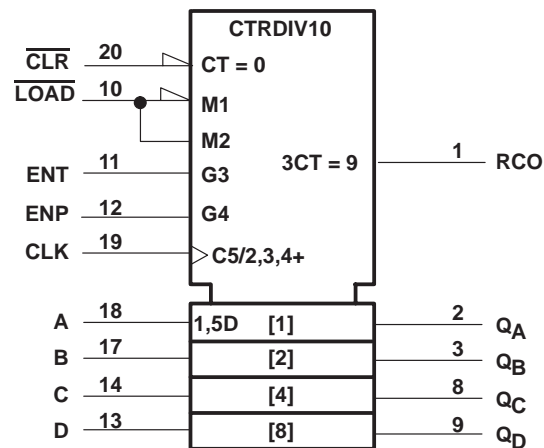 CTRDIV10
CLR 20 CT = 0
LOAD 10 M1
M2
ENT 11 G3 3CT = 9 1 RCO
ENP 12 G4
CLK 19 C5/2,3,4+
A 18 1,5D [1] 2 QA
B 17 [2] 3 QB
C 14 [4] 8 QC
D 13 [8] 9 QD